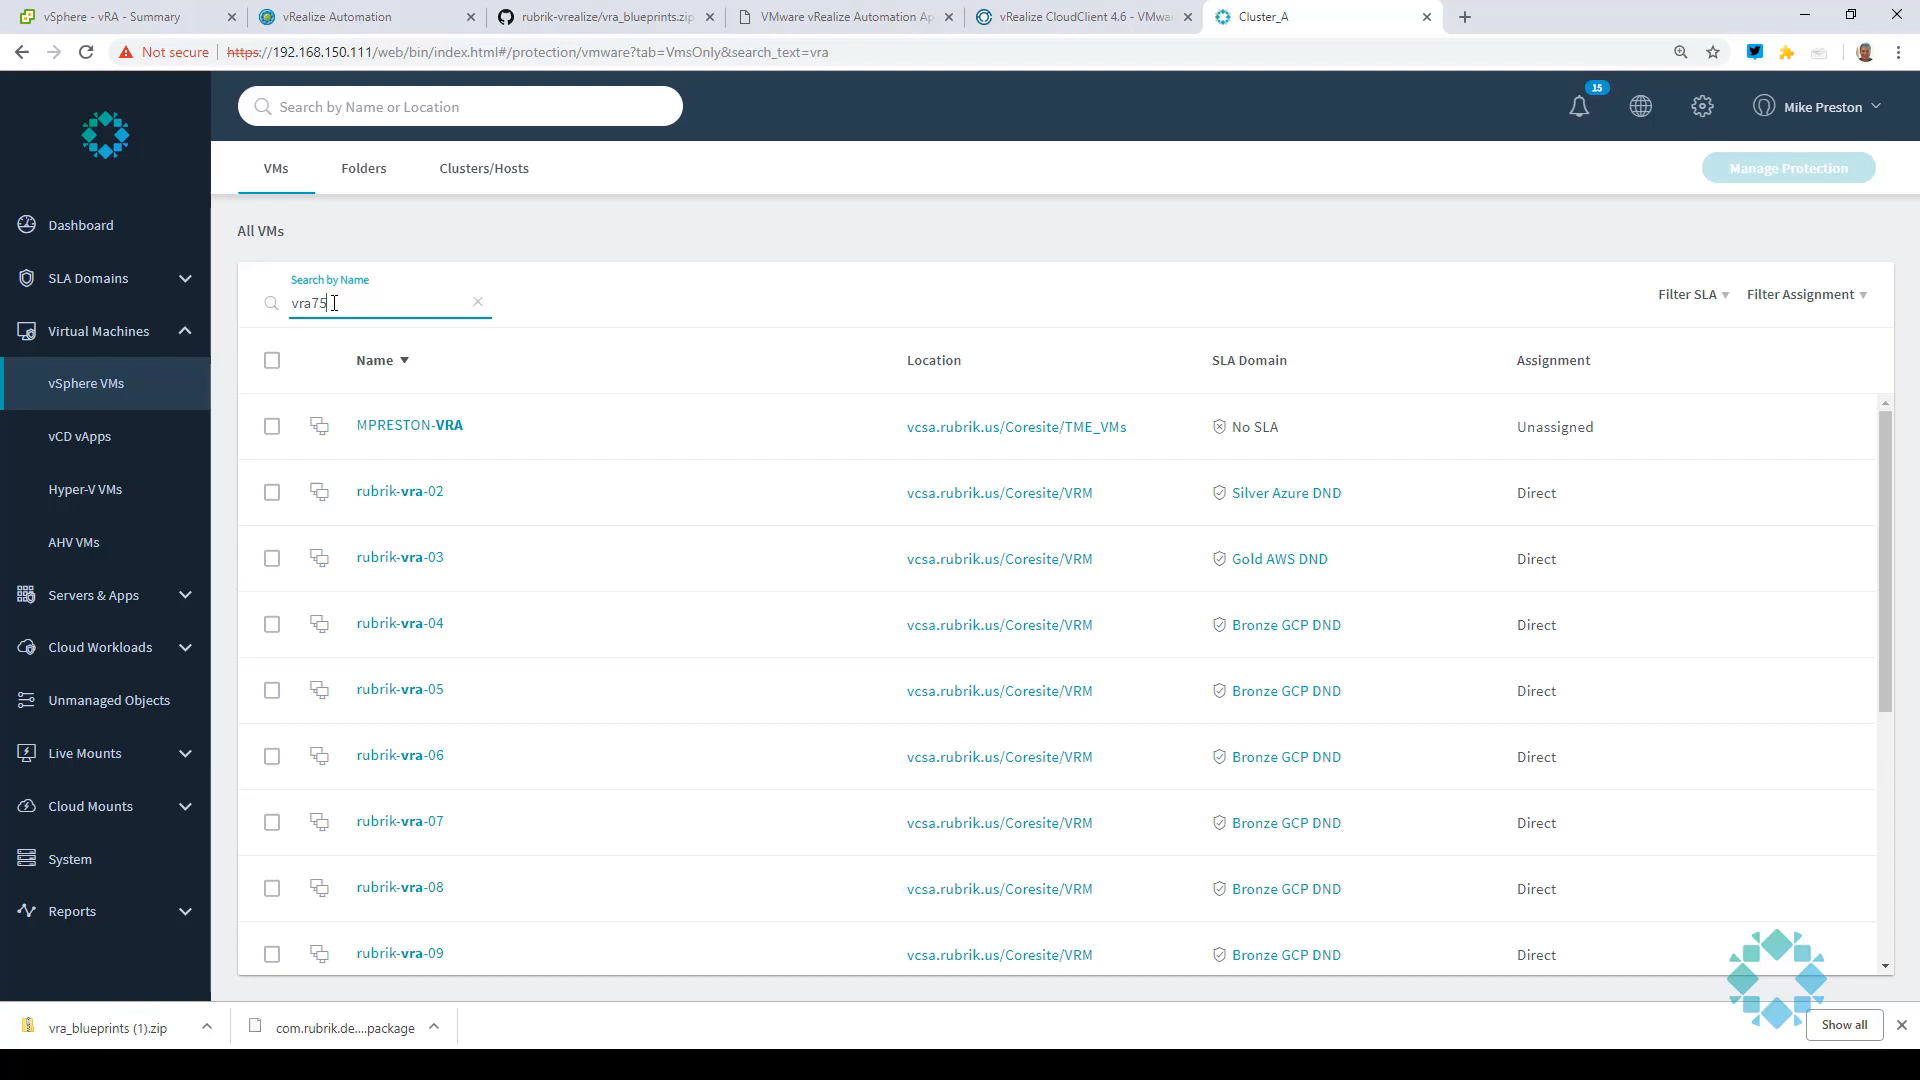 vSphere - vRA - Summary
vRealize Automation
rubrik-vrealize/vra_blueprints.zip
VMware vRealize Automation Ap
vRealize CloudClient 4.6 - VMwa
Cluster_A
Not secure
https://192.168.150.111/web/bin/index.html#/protection/vmware?tab=VmsOnly&search_text=vra
Search by Name or Location
15
Mike Preston
VMs
Folders
Clusters/Hosts
Manage Protection
Dashboard
SLA Domains
Virtual Machines
vSphere VMs
vCD vApps
Hyper-V VMs
AHV VMs
Servers & Apps
Cloud Workloads
Unmanaged Objects
Live Mounts
Cloud Mounts
System
Reports
All VMs
Search by Name
vra75
Filter SLA
Filter Assignment
Name Location SLA Domain Assignment
MPRESTON-VRA vcsa.rubrik.us/Coresite/TME_VMs No SLA Unassigned
rubrik-vra-02 vcsa.rubrik.us/Coresite/VRM Silver Azure DND Direct
rubrik-vra-03 vcsa.rubrik.us/Coresite/VRM Gold AWS DND Direct
rubrik-vra-04 vcsa.rubrik.us/Coresite/VRM Bronze GCP DND Direct
rubrik-vra-05 vcsa.rubrik.us/Coresite/VRM Bronze GCP DND Direct
rubrik-vra-06 vcsa.rubrik.us/Coresite/VRM Bronze GCP DND Direct
rubrik-vra-07 vcsa.rubrik.us/Coresite/VRM Bronze GCP DND Direct
rubrik-vra-08 vcsa.rubrik.us/Coresite/VRM Bronze GCP DND Direct
rubrik-vra-09 vcsa.rubrik.us/Coresite/VRM Bronze GCP DND Direct
vra_blueprints (1).zip
com.rubrik.de....package
Show all